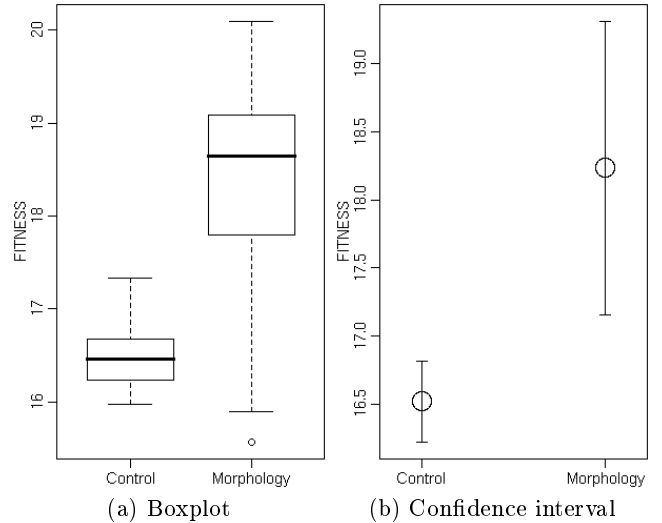 FITNESS
20
19
18
17
16
Control Morphology
(a) Boxplot
FITNESS
19.0
18.5
18.0
17.5
17.0
16.5
Control Morphology
(b) Confidence interval